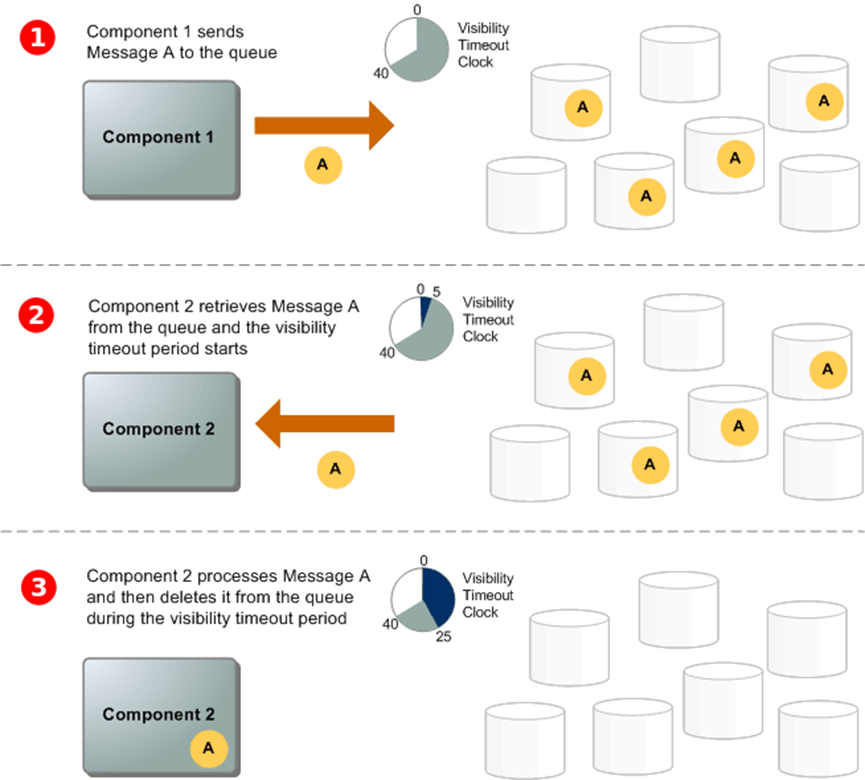 1
Component 1 sends
Message A to the queue
0
40
Visibility
Timeout
Clock
Component 1
A
A
A
A
A
2
Component 2 retrieves Message A
from the queue and the visibility
timeout period starts
0
5
40
Visibility
Timeout
Clock
Component 2
A
A
A
A
A
3
Component 2 processes Message A
and then deletes it from the queue
during the visibility timeout period
0
40
25
Visibility
Timeout
Clock
Component 2
A